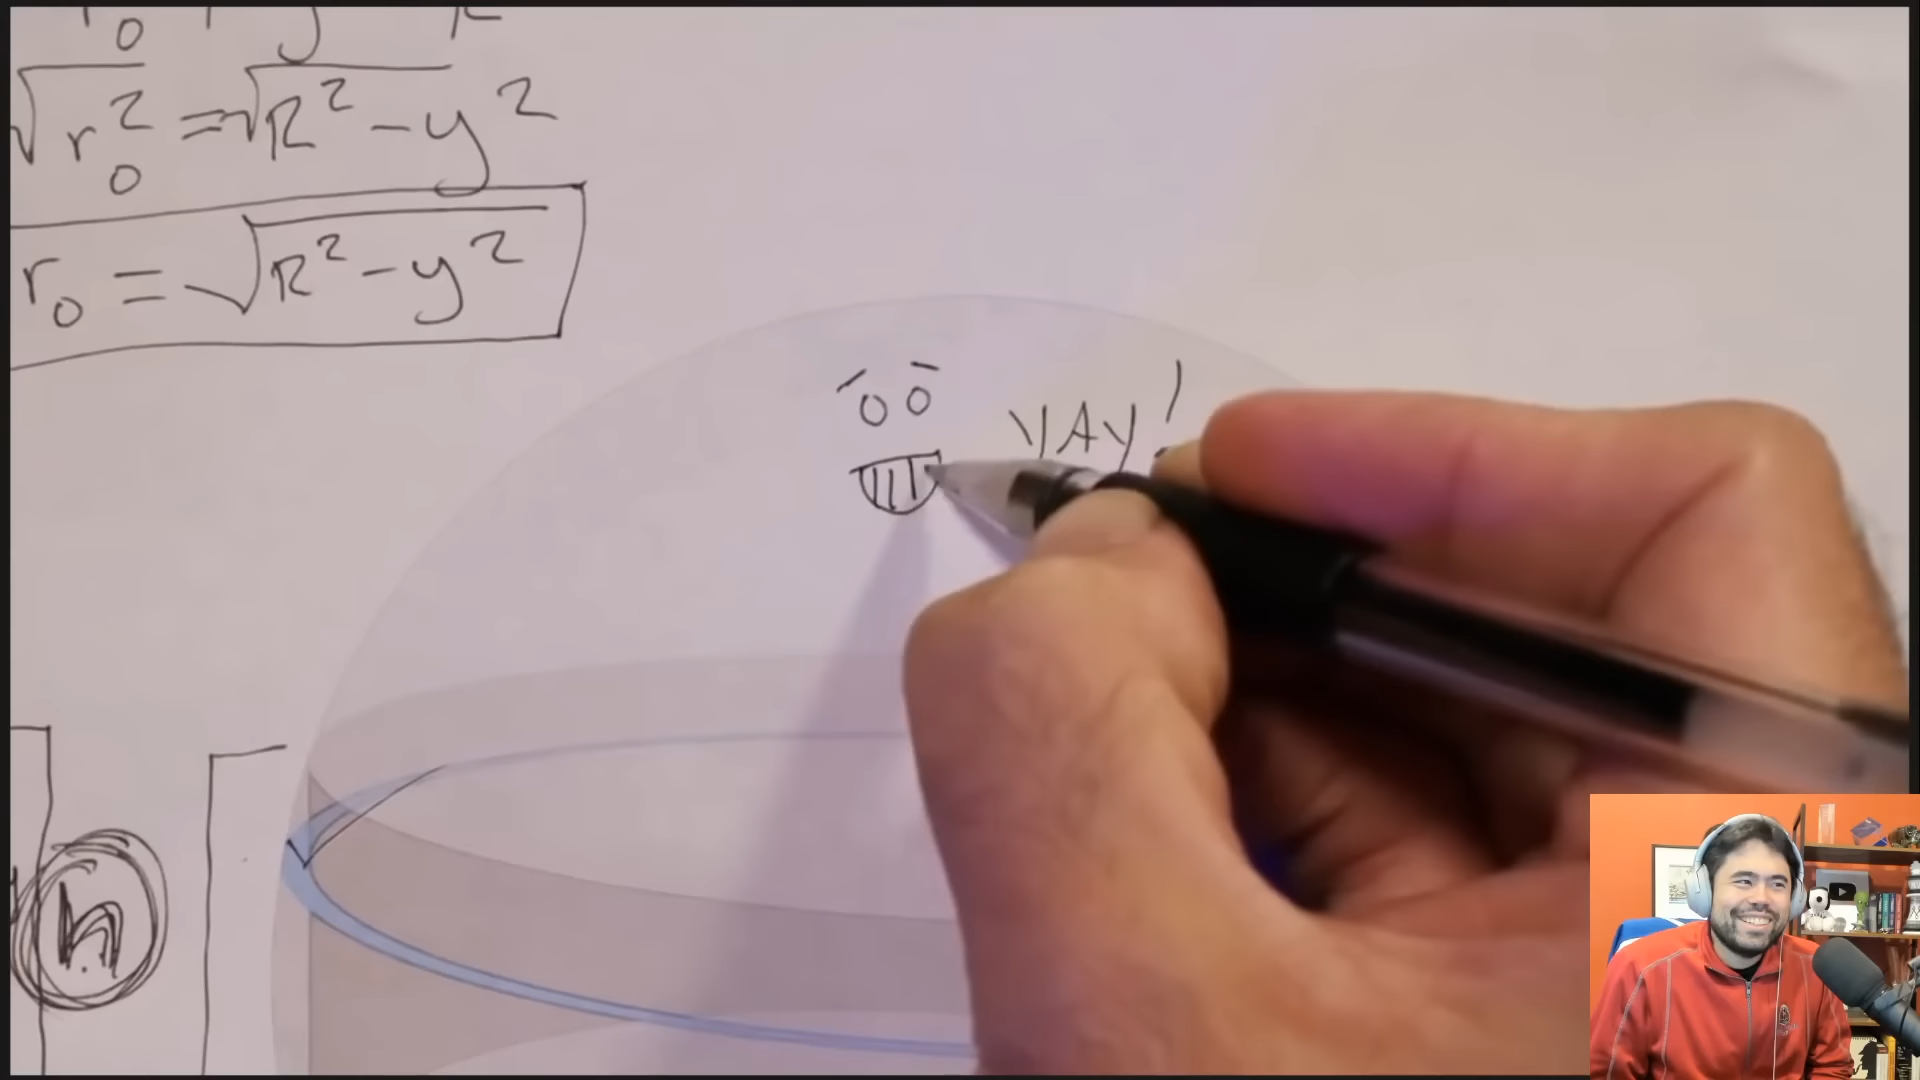 √r₀² = √R² - y²
r₀ = √R² - y²
YAY!
h